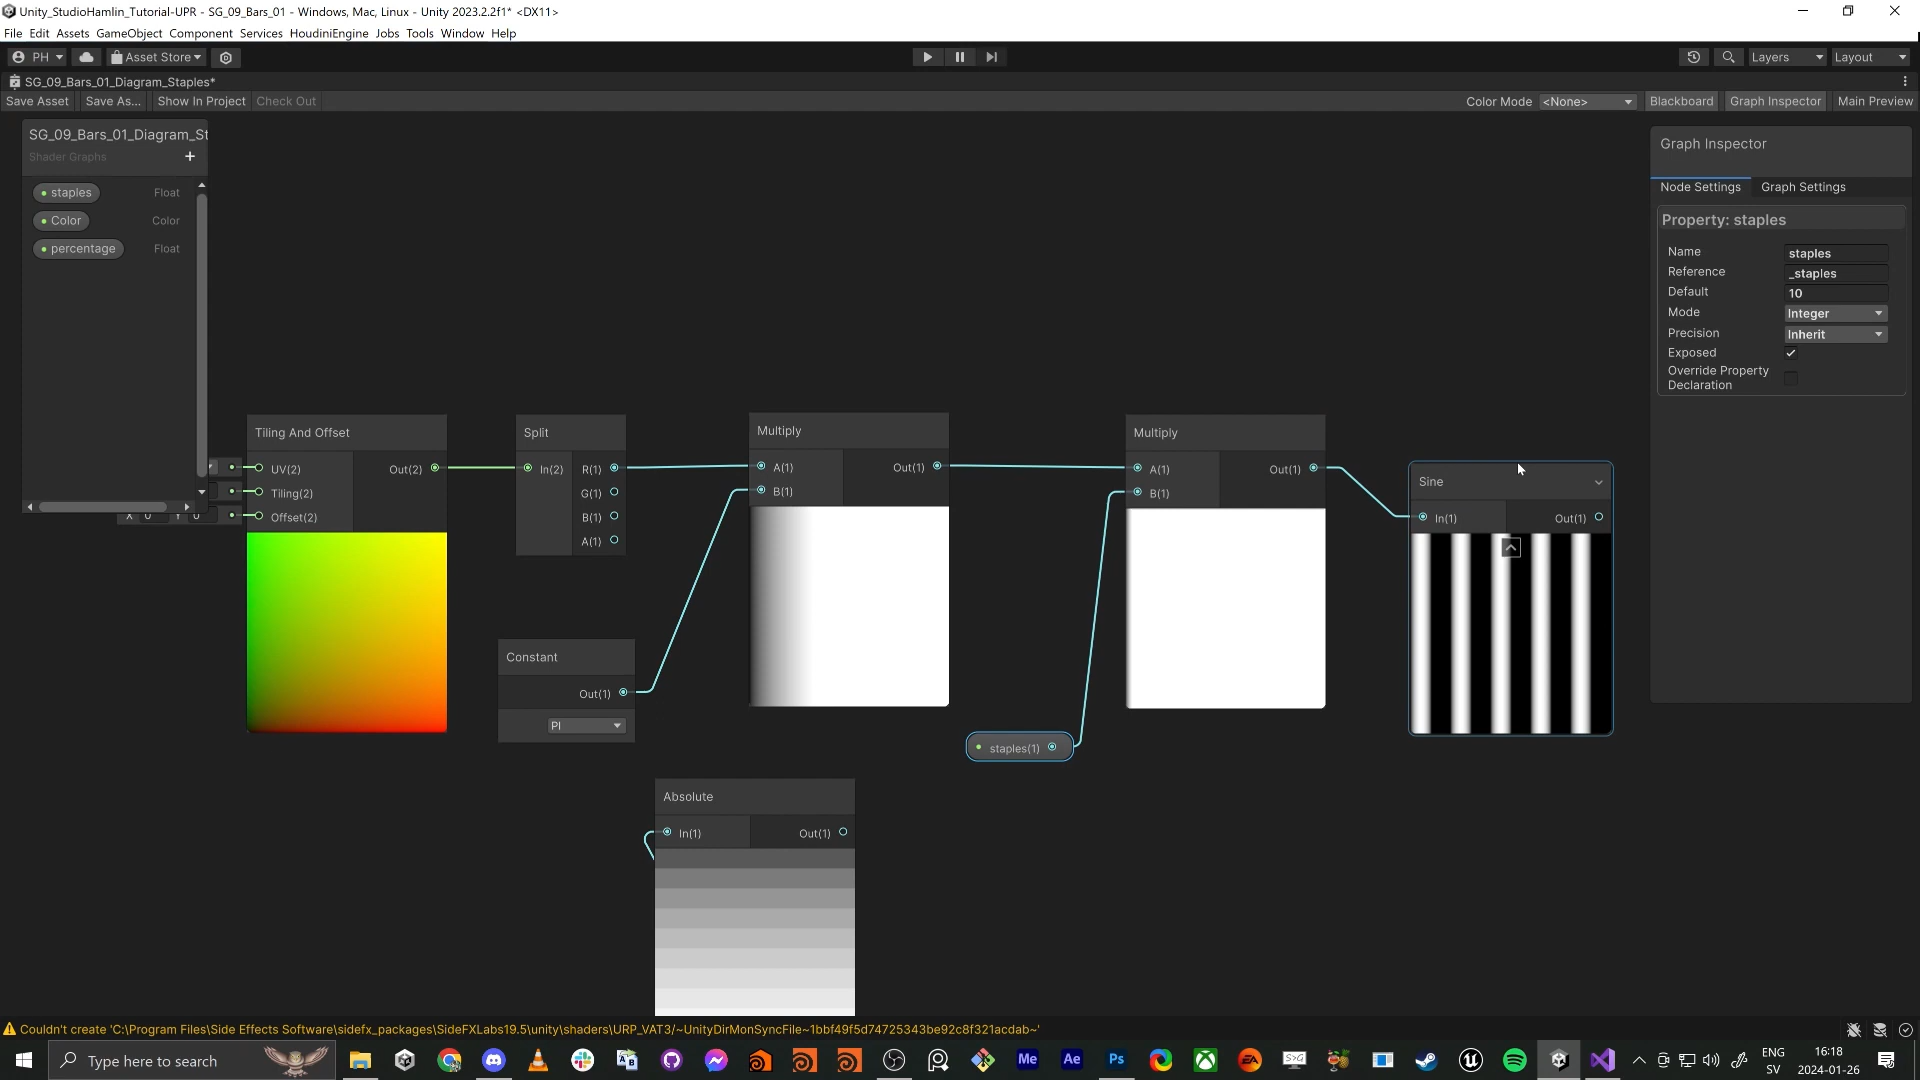 Unity_StudioHamlin_Tutorial-UPR - SG_09_Bars_01 - Windows, Mac, Linux - Unity 2023.2.2f1* <DX11>
File Edit Assets GameObject Component Services HoudiniEngine Jobs Tools Window Help
PH Asset Store Layers Layout
SG_09_Bars_01_Diagram_Staples*
Save Asset Save As... Show In Project Check Out Color Mode <None> Blackboard Graph Inspector Main Preview
SG_09_Bars_01_Diagram_St
Shader Graphs
+
staples Float
Color Color
percentage Float
Graph Inspector
Node Settings Graph Settings
Property: staples
Name staples
Reference _staples
Default 10
Mode Integer
Precision Inherit
Exposed
Override Property
Declaration
Tiling And Offset
UV(2) Out(2)
Tiling(2)
Offset(2)
X 0 Y 0
Split
In(2) R(1)
G(1)
B(1)
A(1)
Multiply
A(1) Out(1)
B(1)
Constant
Out(1)
PI
Multiply
A(1) Out(1)
B(1)
staples(1)
Sine
In(1) Out(1)
Absolute
In(1) Out(1)
Couldn't create 'C:\Program Files\Side Effects Software\sidefx_packages\SideFXLabs19.5\unity\shaders\URP_VAT3/~UnityDirMonSyncFile~1bbf49f5d74725343be92c8f321acdab~'
Type here to search
Me Ae Ps
ENG
SV
16:18
2024-01-26